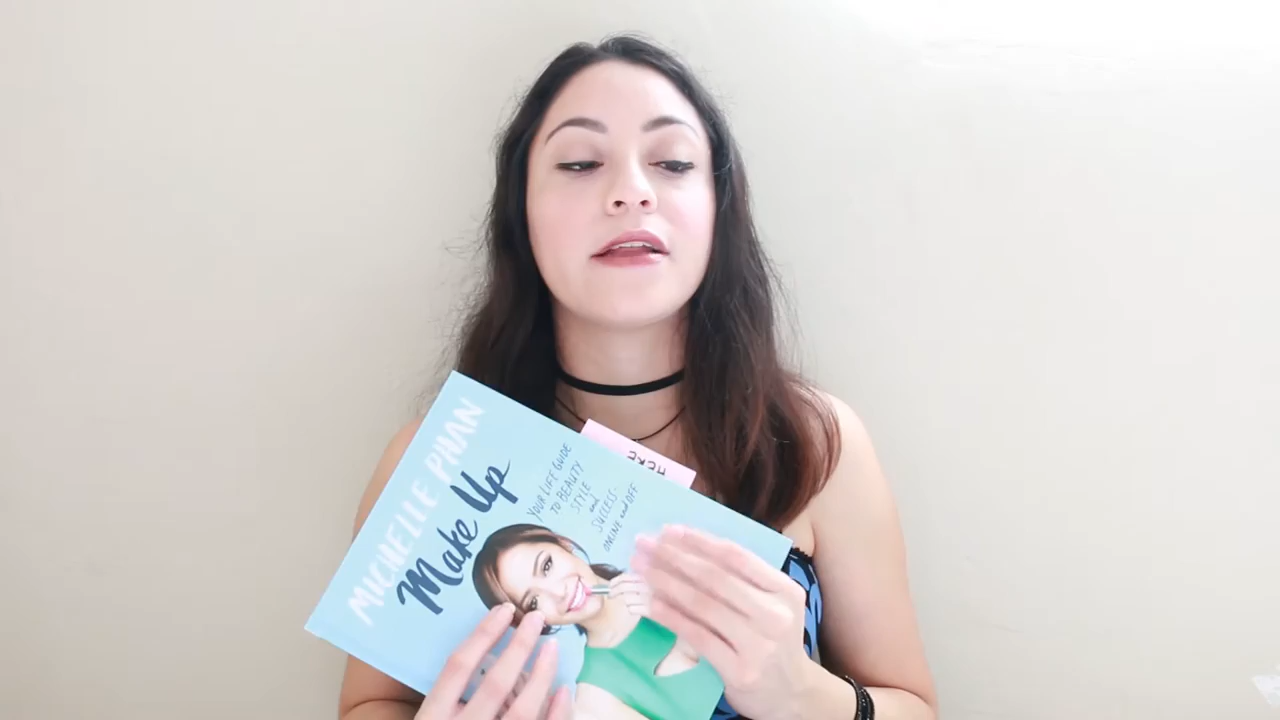 MICHELLE PHAN
Make Up
YOUR LIFE GUIDE
TO BEAUTY
STYLE
and
SUCCESS—
ONLINE and OFF